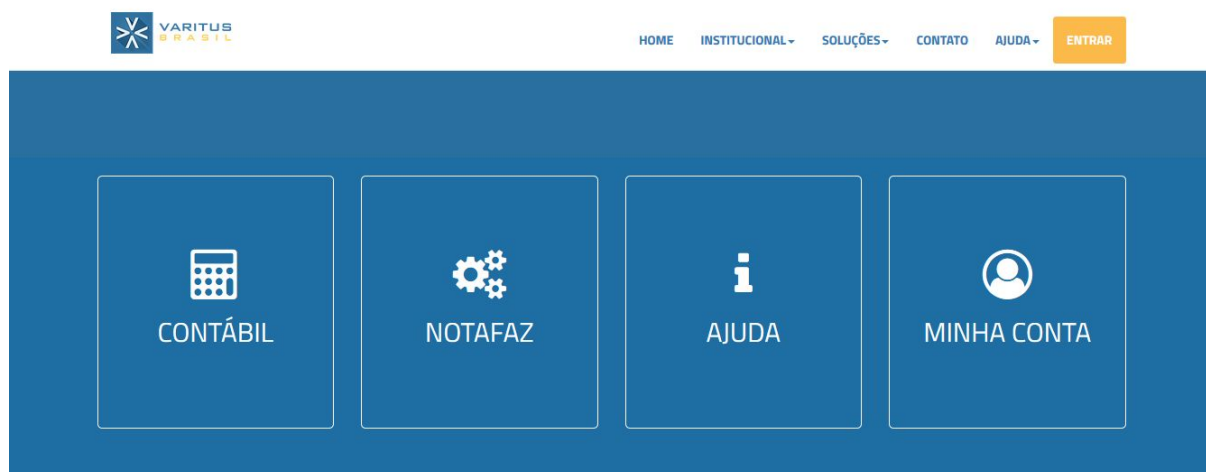 VARITUS
BRASIL
HOME INSTITUCIONAL SOLUÇÕES CONTATO AJUDA ENTRAR
CONTÁBIL NOTAFAZ AJUDA MINHA CONTA